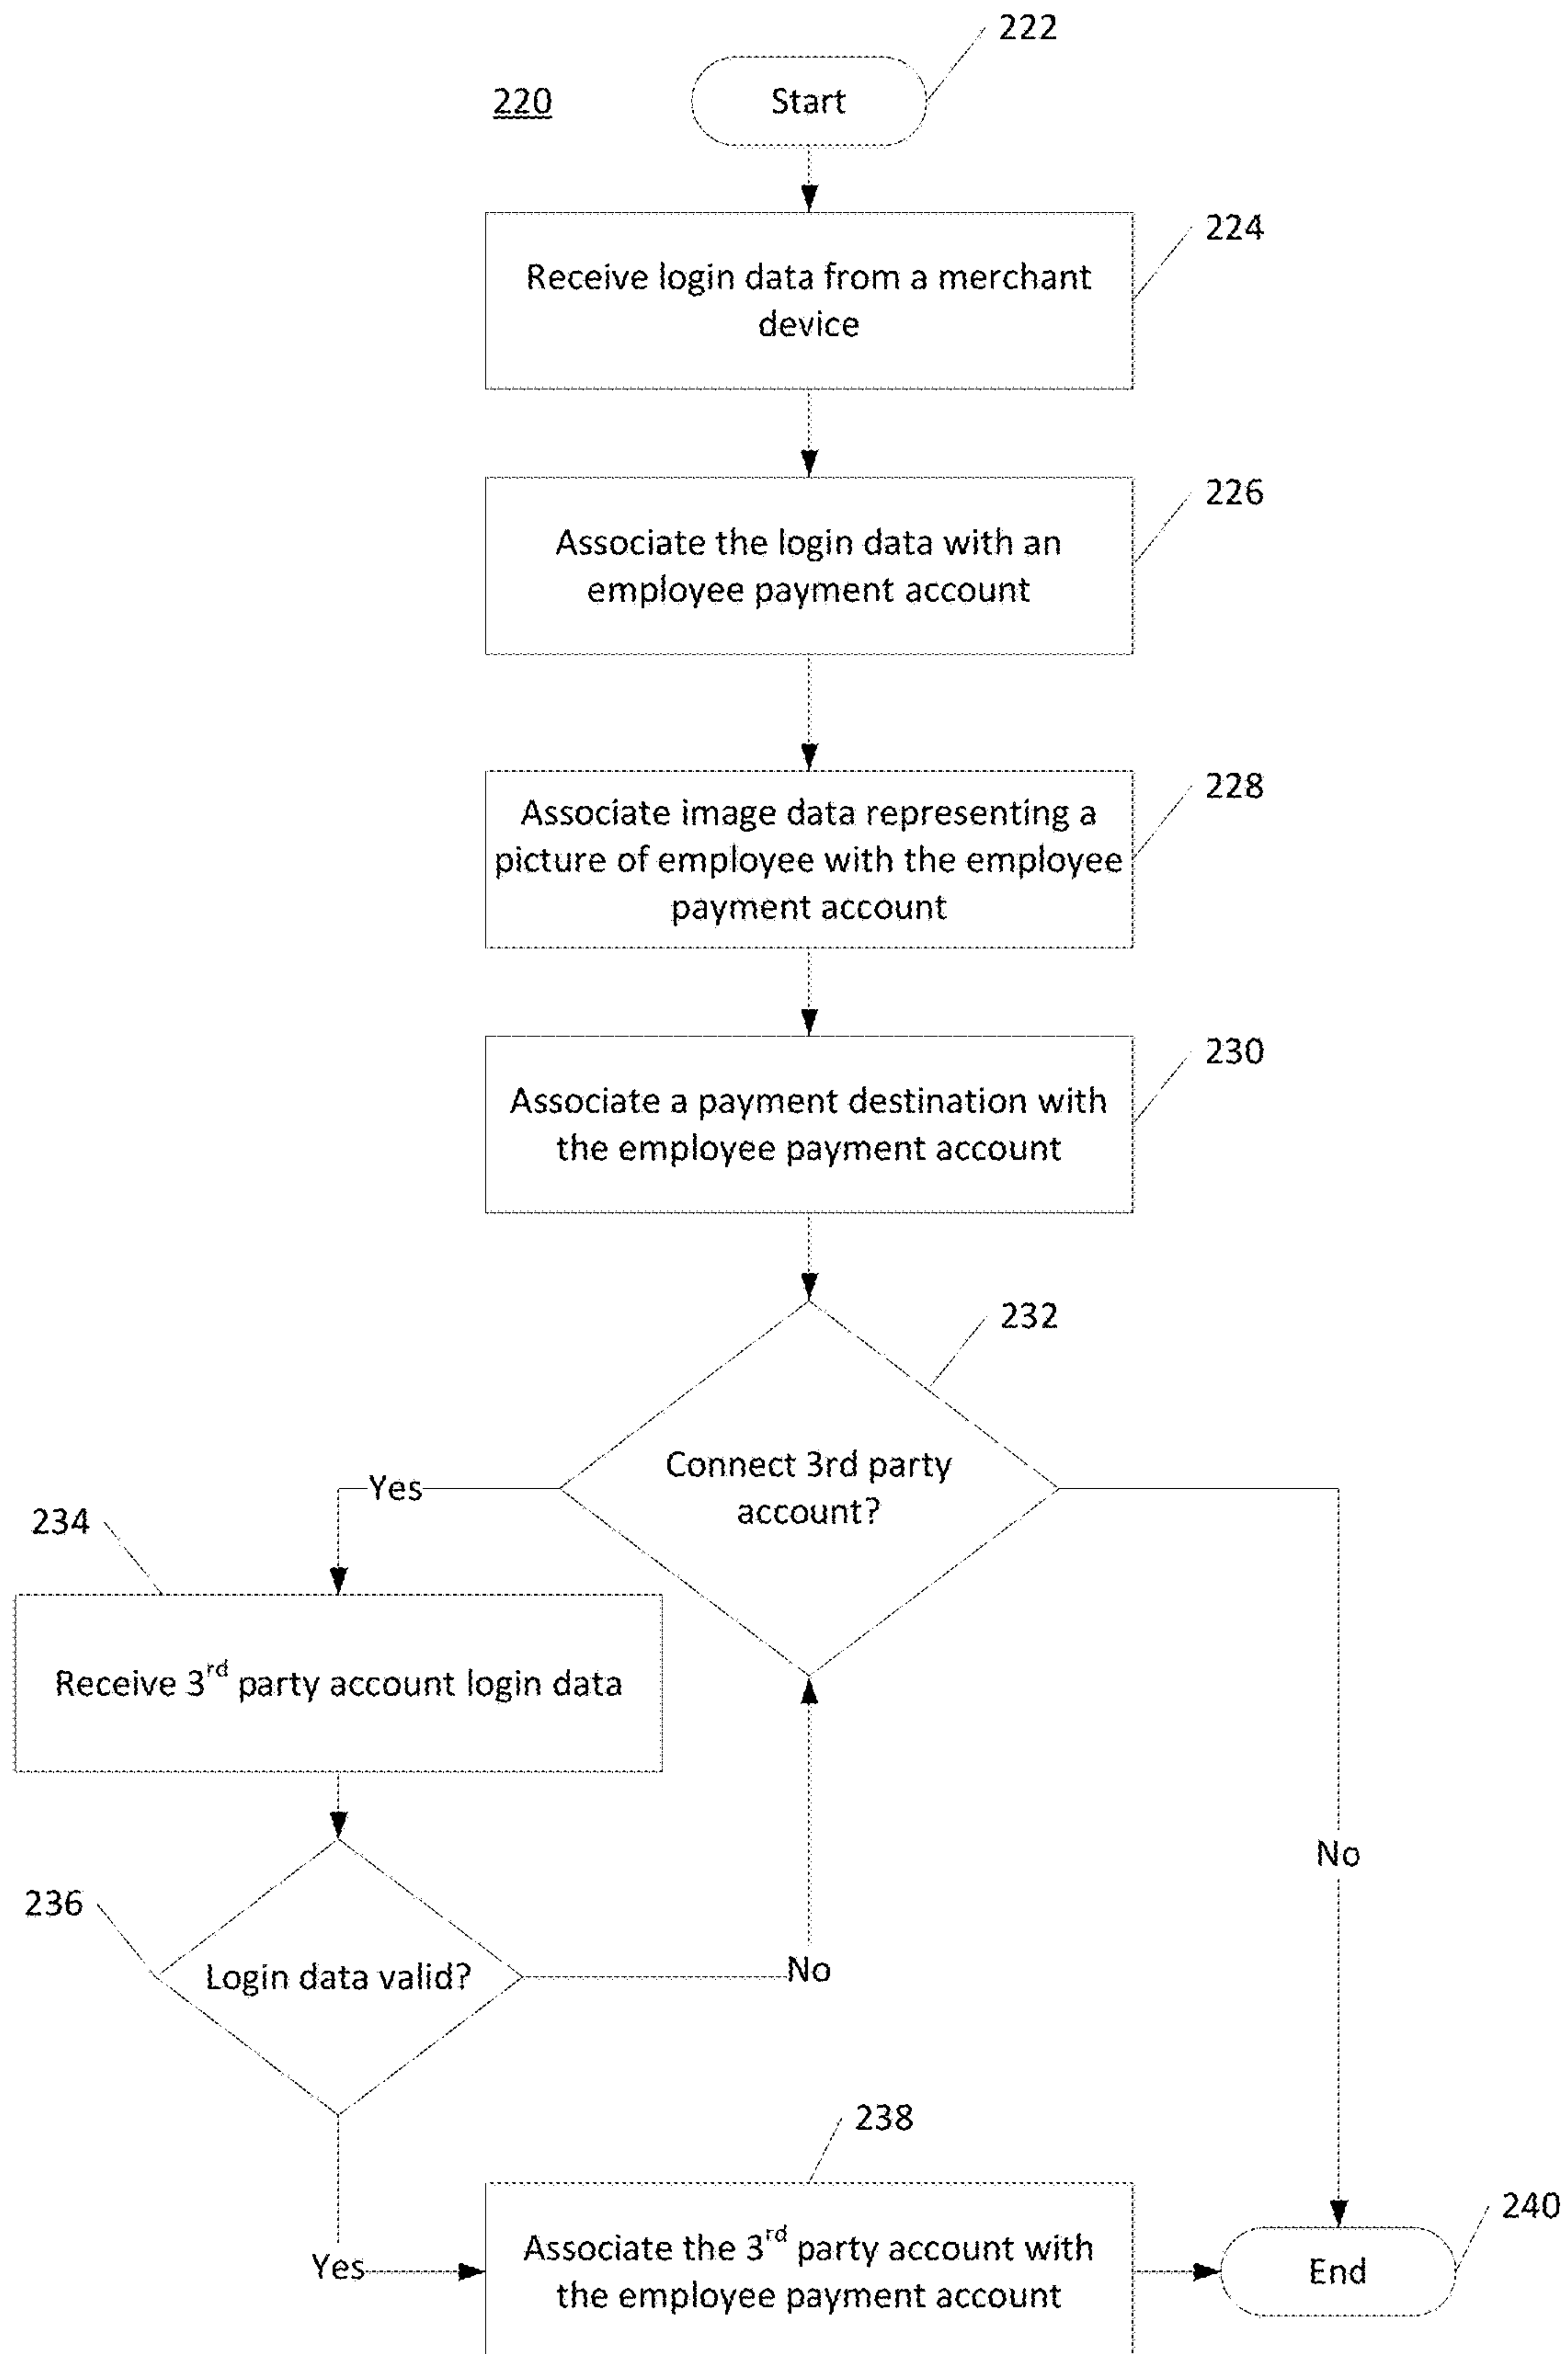 222
220
Start
224
Receive login data from a merchant
device
226
Associate the login data with an
employee payment account
228
Associate image data representing a
picture of employee with the employee
payment account
230
Associate a payment destination with
the employee payment account
232
Connect 3rd party
account?
Yes
234
Receive 3rd party account login data
No
236
Login data valid?
No
238
240
Yes
Associate the 3rd party account with
the employee payment account
End